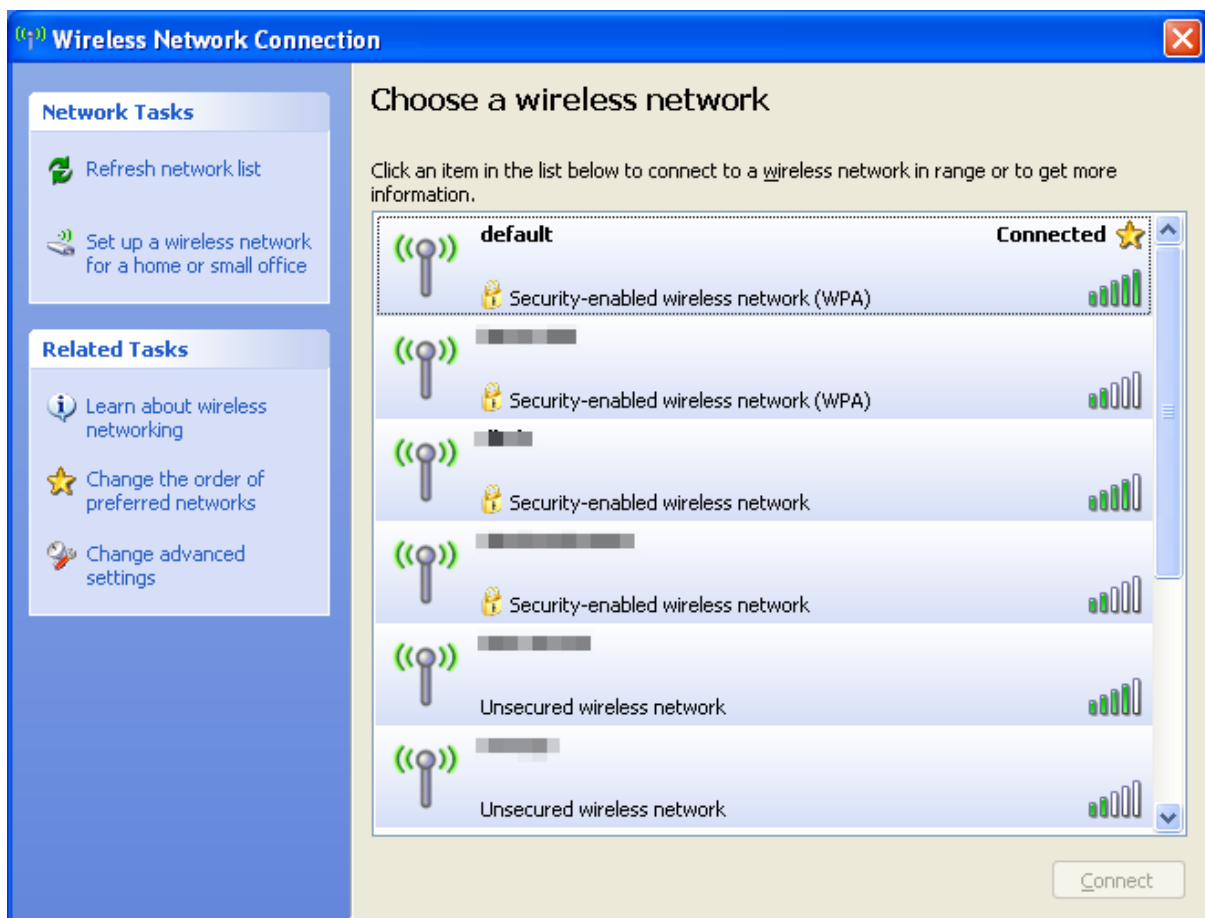 Wireless Network Connection
Network Tasks
Refresh network list
Set up a wireless network
for a home or small office
Related Tasks
Learn about wireless
networking
Change the order of
preferred networks
Change advanced
settings
Choose a wireless network
Click an item in the list below to connect to a wireless network in range or to get more
information.
default Connected
Security-enabled wireless network (WPA)
Security-enabled wireless network (WPA)
Security-enabled wireless network
Security-enabled wireless network
Unsecured wireless network
Unsecured wireless network
Connect